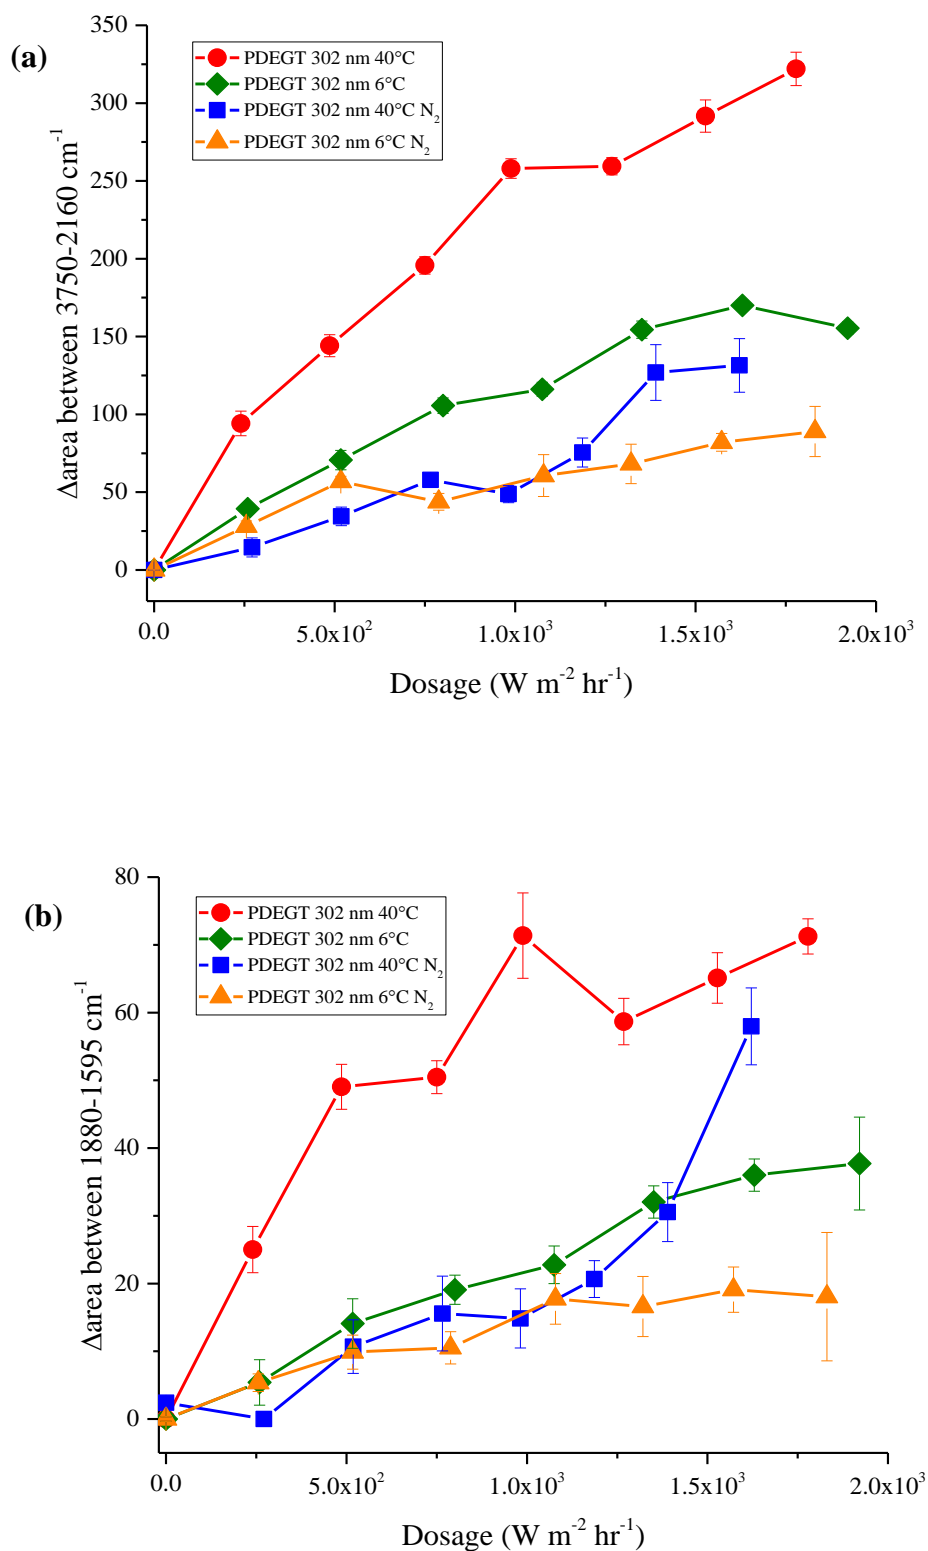 (a)
PDEGT 302 nm 40°C
PDEGT 302 nm 6°C
PDEGT 302 nm 40°C N₂
PDEGT 302 nm 6°C N₂
Δarea between 3750-2160 cm⁻¹
350
300
250
200
150
100
50
0
0.0 5.0x10² 1.0x10³ 1.5x10³ 2.0x10³
Dosage (W m⁻² hr⁻¹)
(b)
PDEGT 302 nm 40°C
PDEGT 302 nm 6°C
PDEGT 302 nm 40°C N₂
PDEGT 302 nm 6°C N₂
Δarea between 1880-1595 cm⁻¹
80
60
40
20
0
0.0 5.0x10² 1.0x10³ 1.5x10³ 2.0x10³
Dosage (W m⁻² hr⁻¹)